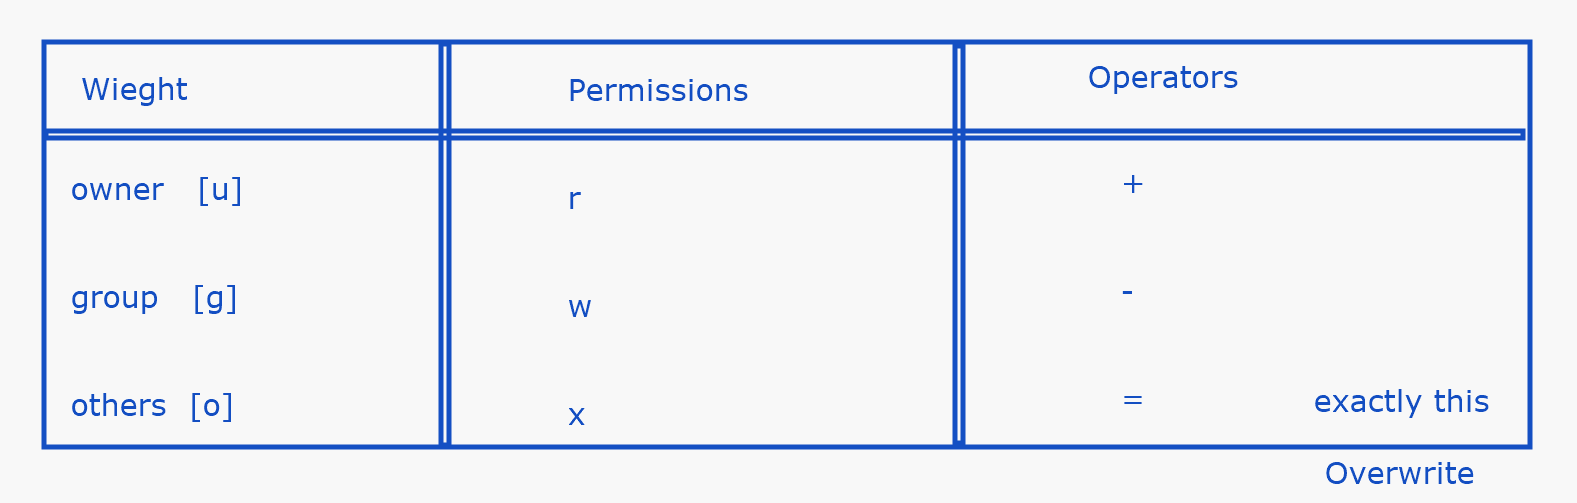 Wieght Permissions Operators
owner [u] r +
group [g] w -
others [o] x = exactly this
Overwrite